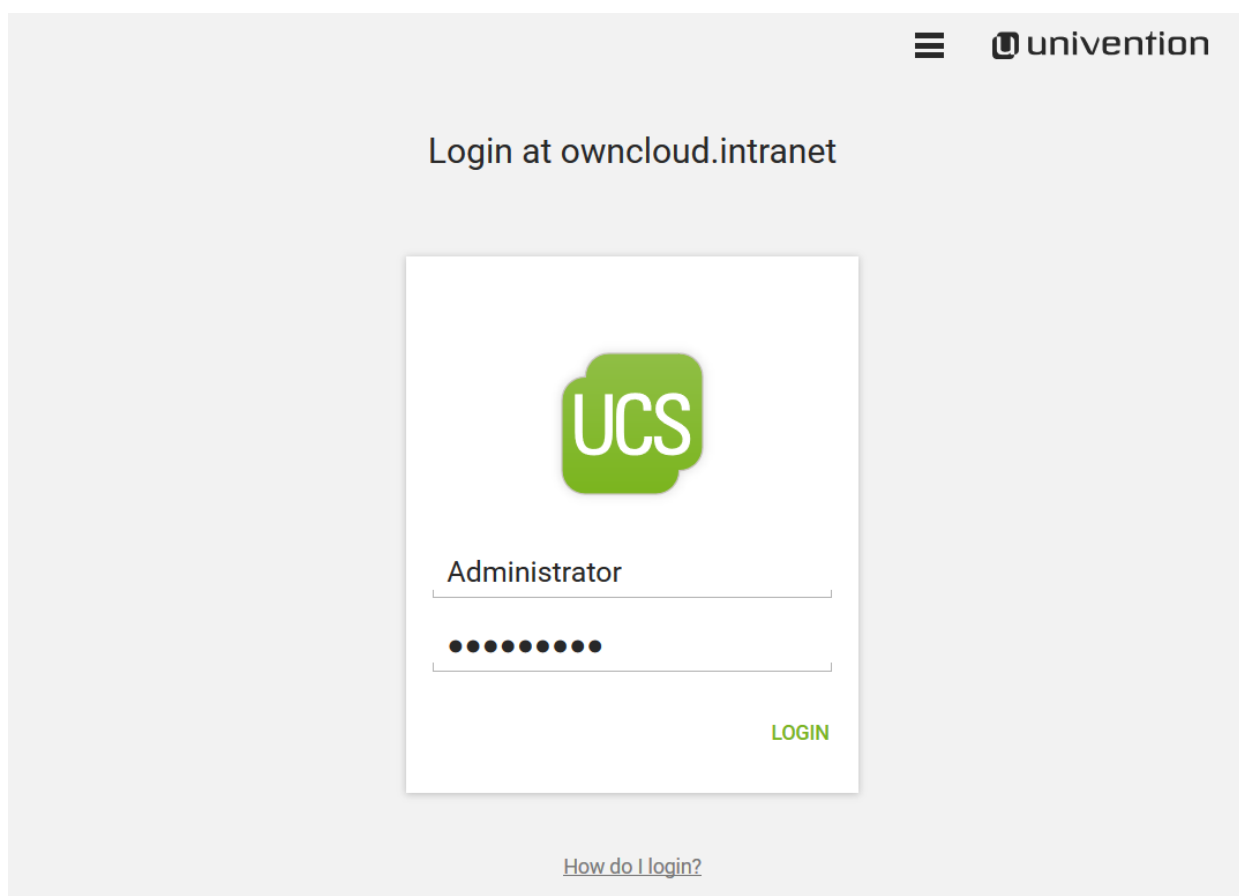 univention
Login at owncloud.intranet
UCS
Administrator
●●●●●●●●●
LOGIN
How do I login?